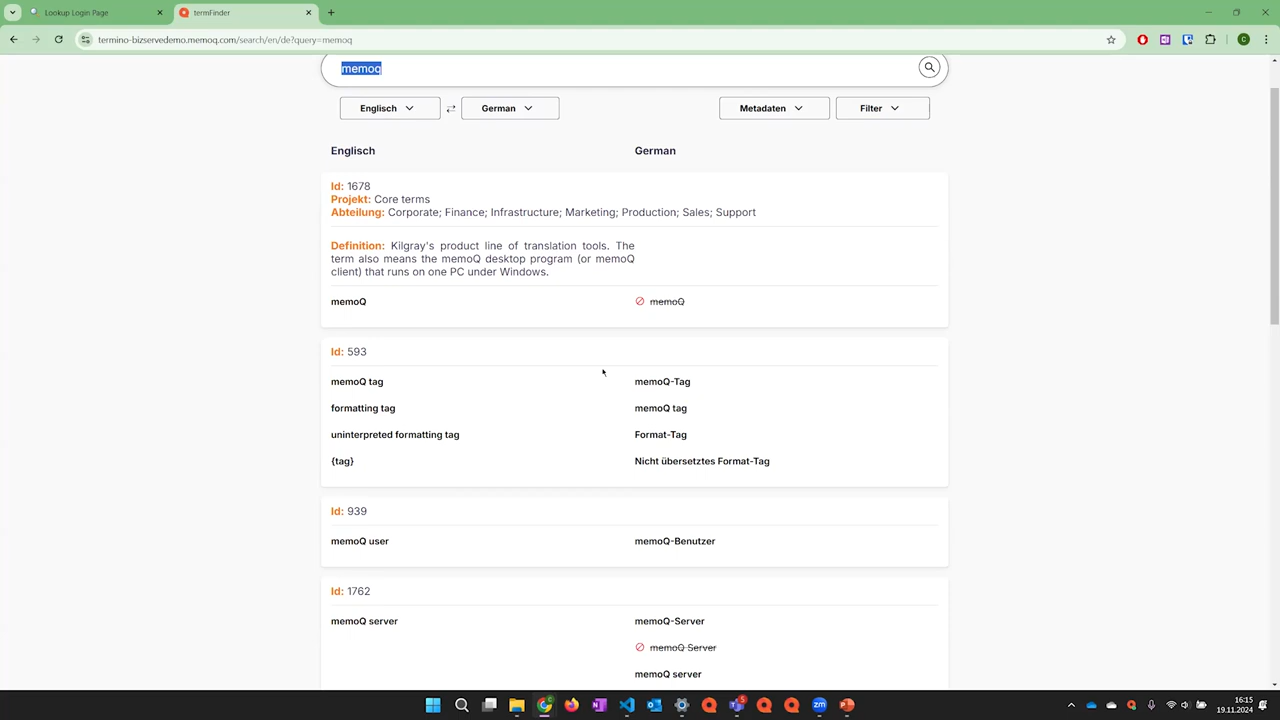 Lookup Login Page
termFinder
termino-bizservedemo.memoq.com/search/en/de?query=memoq
C
memoq
Englisch
German
Metadaten
Filter
Englisch
German
Id: 1678
Projekt: Core terms
Abteilung: Corporate; Finance; Infrastructure; Marketing; Production; Sales; Support
Definition: Kilgray's product line of translation tools. The
term also means the memoQ desktop program (or memoQ
client) that runs on one PC under Windows.
memoQ
memoQ
Id: 593
memoQ tag
memoQ-Tag
formatting tag
memoQ tag
uninterpreted formatting tag
Format-Tag
{tag}
Nicht übersetztes Format-Tag
Id: 939
memoQ user
memoQ-Benutzer
Id: 1762
memoQ server
memoQ-Server
memoQ Server
memoQ server
5
zm
16:15
19.11.2024